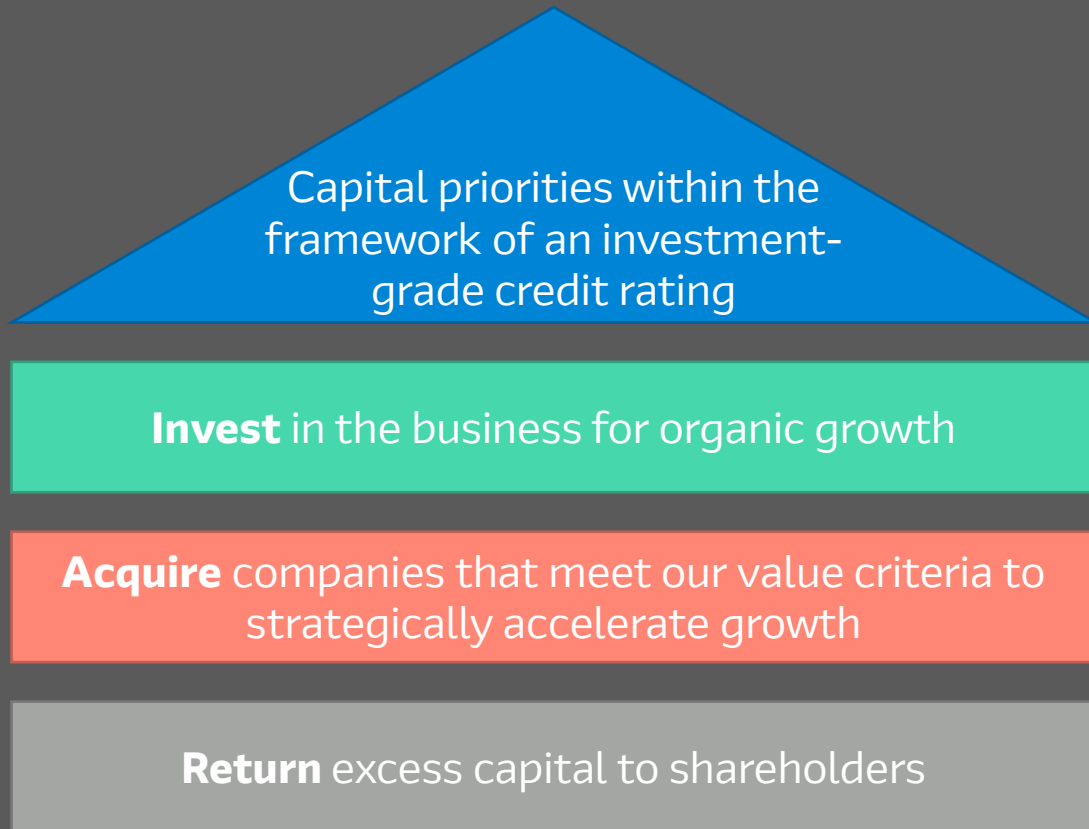 Capital priorities within the
framework of an investment-
grade credit rating
Invest in the business for organic growth
Acquire companies that meet our value criteria to
strategically accelerate growth
Return excess capital to shareholders